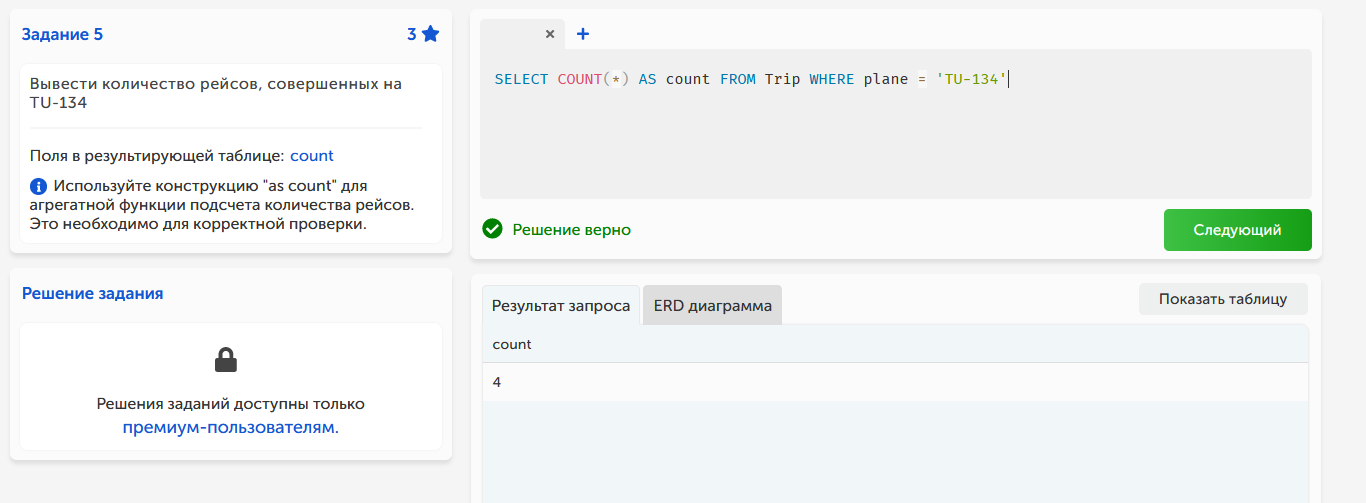 Задание 5
3
Вывести количество рейсов, совершенных на
TU-134
Поля в результирующей таблице: count
Используйте конструкцию "as count" для
агрегатной функции подсчета количества рейсов.
Это необходимо для корректной проверки.
Решение задания
Решения заданий доступны только
премиум-пользователям.
× +
SELECT COUNT(*) AS count FROM Trip WHERE plane = 'TU-134'
Решение верно
Следующий
Результат запроса
ERD диаграмма
Показать таблицу
count
4